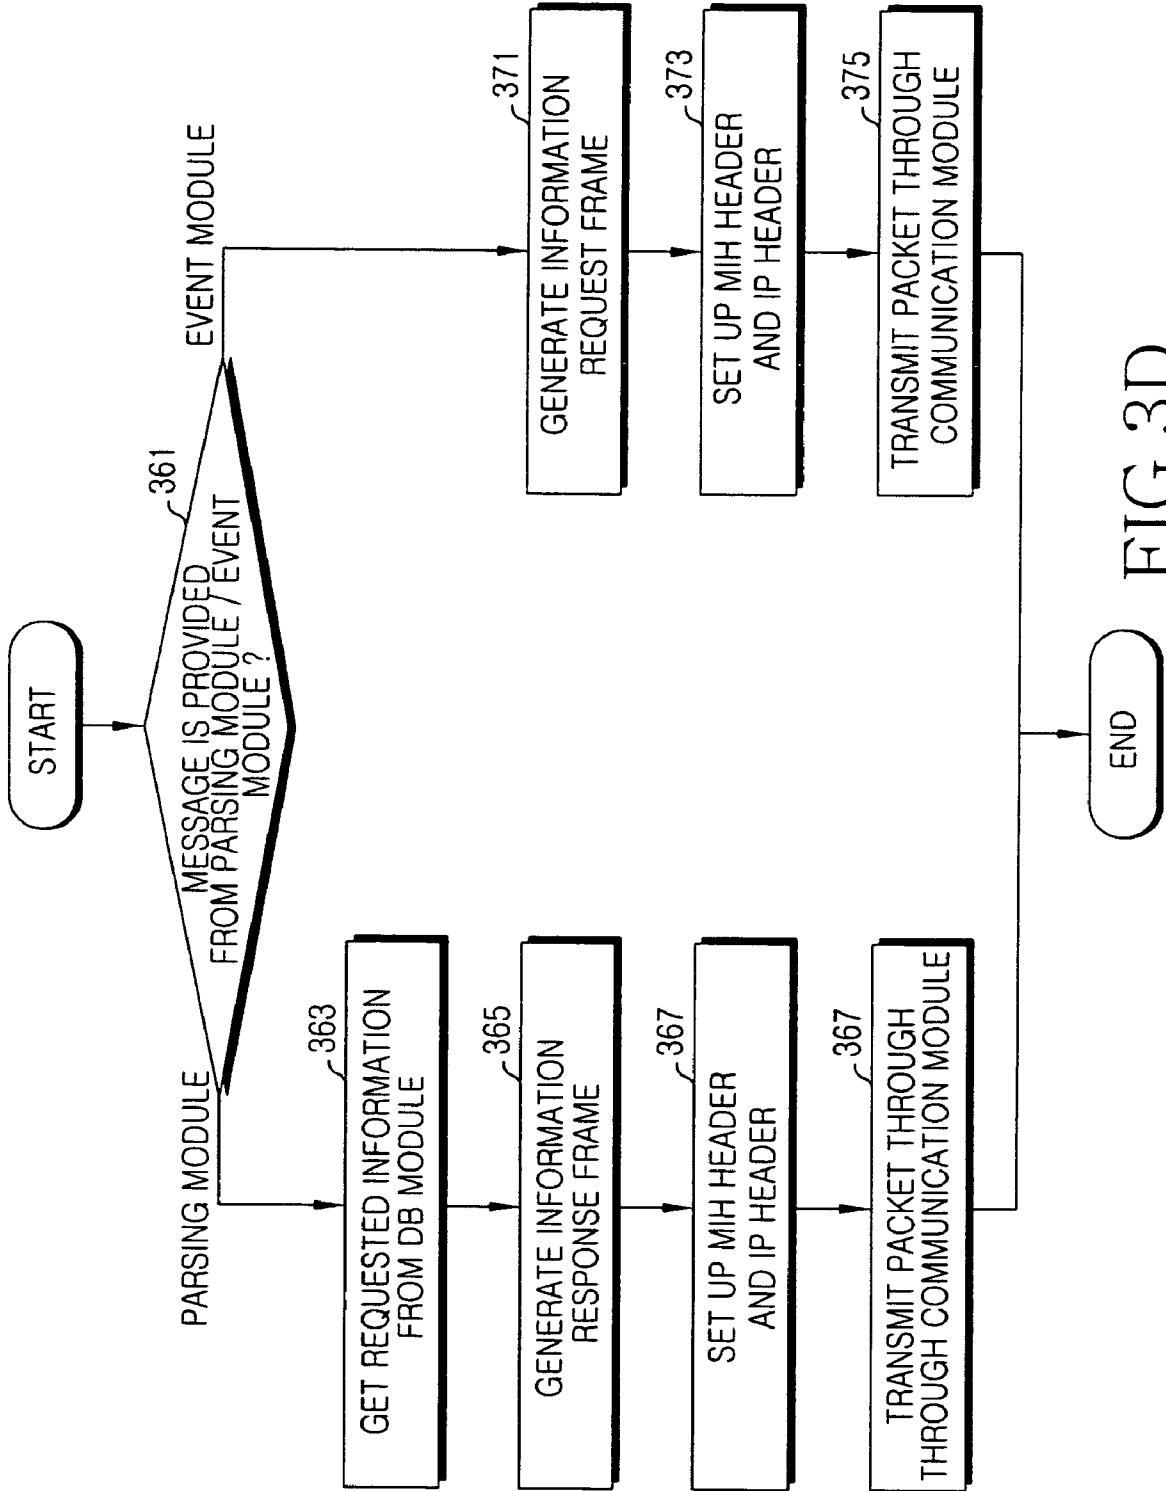 START
361
MESSAGE IS PROVIDED
FROM PARSING MODULE / EVENT
MODULE ?
PARSING MODULE
EVENT MODULE
363
GET REQUESTED INFORMATION
FROM DB MODULE
365
GENERATE INFORMATION
RESPONSE FRAME
367
SET UP MIH HEADER
AND IP HEADER
367
TRANSMIT PACKET THROUGH
THROUGH COMMUNICATION MODULE
371
GENERATE INFORMATION
REQUEST FRAME
373
SET UP MIH HEADER
AND IP HEADER
375
TRANSMIT PACKET THROUGH
COMMUNICATION MODULE
END
FIG.3D